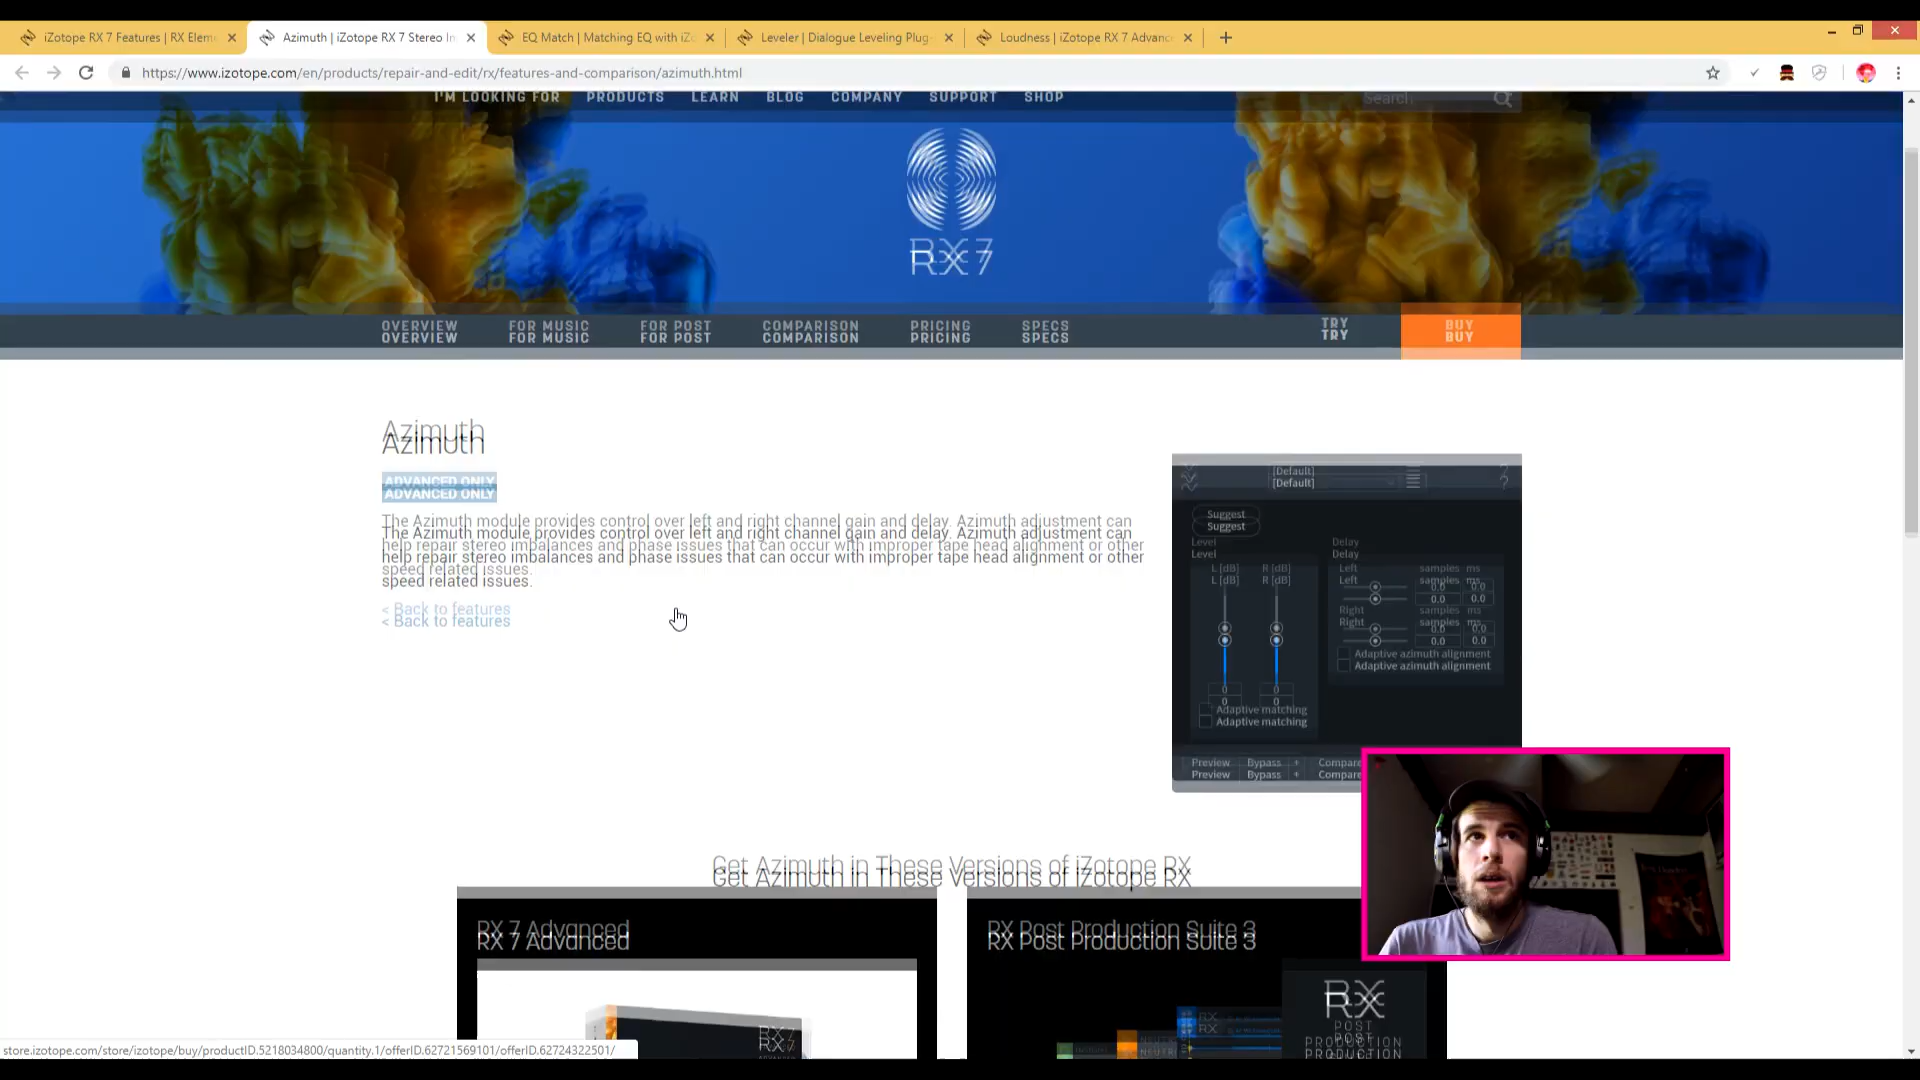 iZotope RX 7 Features | RX Elem
Azimuth | iZotope RX 7 Stereo In
EQ Match | Matching EQ with iZo
Leveler | Dialogue Leveling Plug-
Loudness | iZotope RX 7 Advanc
https://www.izotope.com/en/products/repair-and-edit/rx/features-and-comparison/azimuth.html
I'M LOOKING FOR PRODUCTS LEARN BLOG COMPANY SUPPORT SHOP
Search
RX 7
OVERVIEW FOR MUSIC FOR POST COMPARISON PRICING SPECS TRY BUY
Azimuth
ADVANCED ONLY
The Azimuth module provides control over left and right channel gain and delay. Azimuth adjustment can
help repair stereo imbalances and phase issues that can occur with improper tape head alignment or other
speed related issues.
< Back to features
[Default]
?
Suggest
Level Delay
L [dB] R [dB] Left samples ms
0.0 0.0
Right samples ms
0.0 0.0
Adaptive azimuth alignment
0 0
Adaptive matching
Preview Bypass + Compare
Get Azimuth in These Versions of iZotope RX
RX 7 Advanced
RX Post Production Suite 3
RX 7
RX
POST
PRODUCTION
store.izotope.com/store/izotope/buy/productID.5218034800/quantity.1/offerID.62721569101/offerID.62724322501/